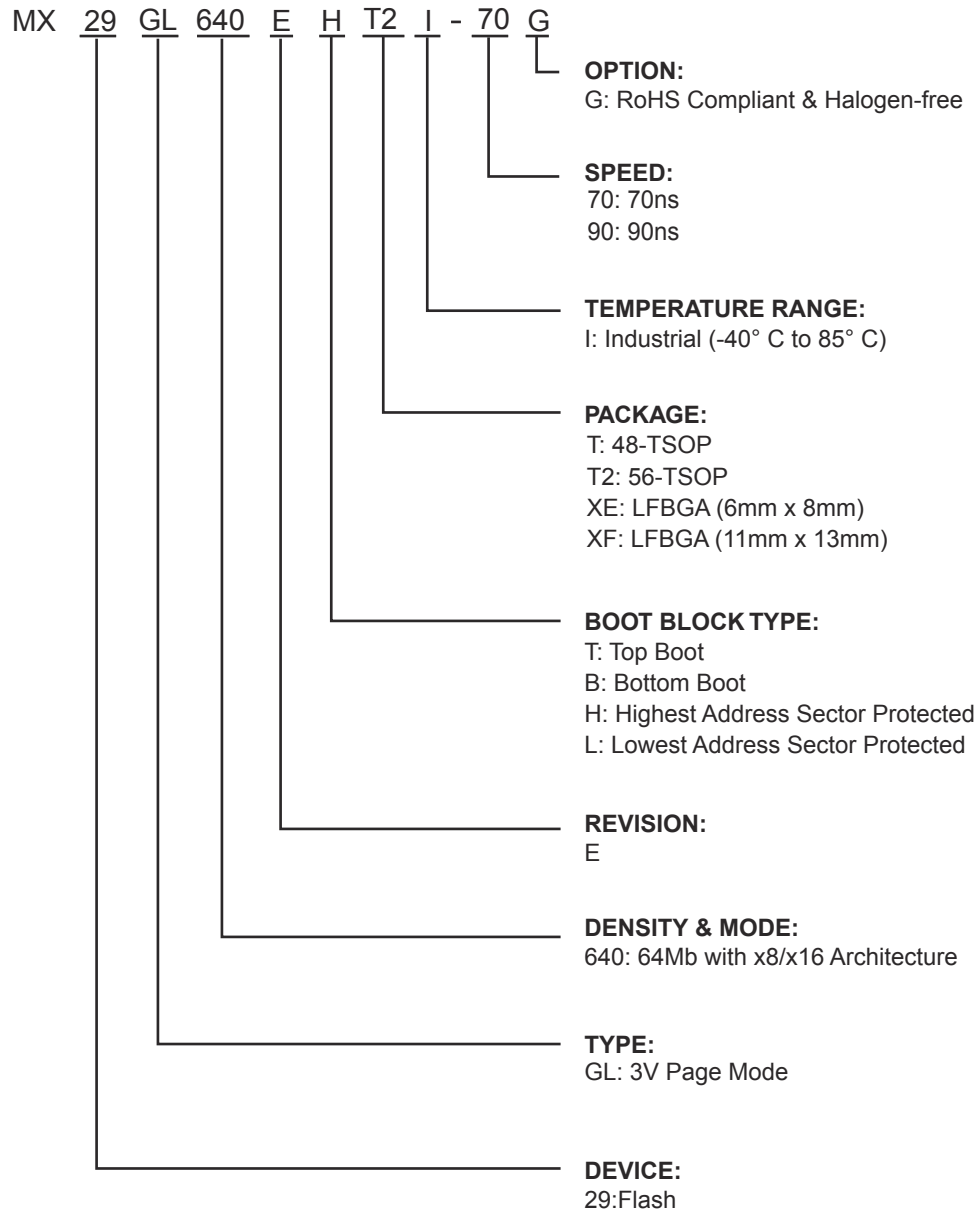 MX 29 GL 640 E H T2 I - 70 G
OPTION:
G: RoHS Compliant & Halogen-free
SPEED:
70: 70ns
90: 90ns
TEMPERATURE RANGE:
I: Industrial (-40° C to 85° C)
PACKAGE:
T: 48-TSOP
T2: 56-TSOP
XE: LFBGA (6mm x 8mm)
XF: LFBGA (11mm x 13mm)
BOOT BLOCK TYPE:
T: Top Boot
B: Bottom Boot
H: Highest Address Sector Protected
L: Lowest Address Sector Protected
REVISION:
E
DENSITY & MODE:
640: 64Mb with x8/x16 Architecture
TYPE:
GL: 3V Page Mode
DEVICE:
29:Flash